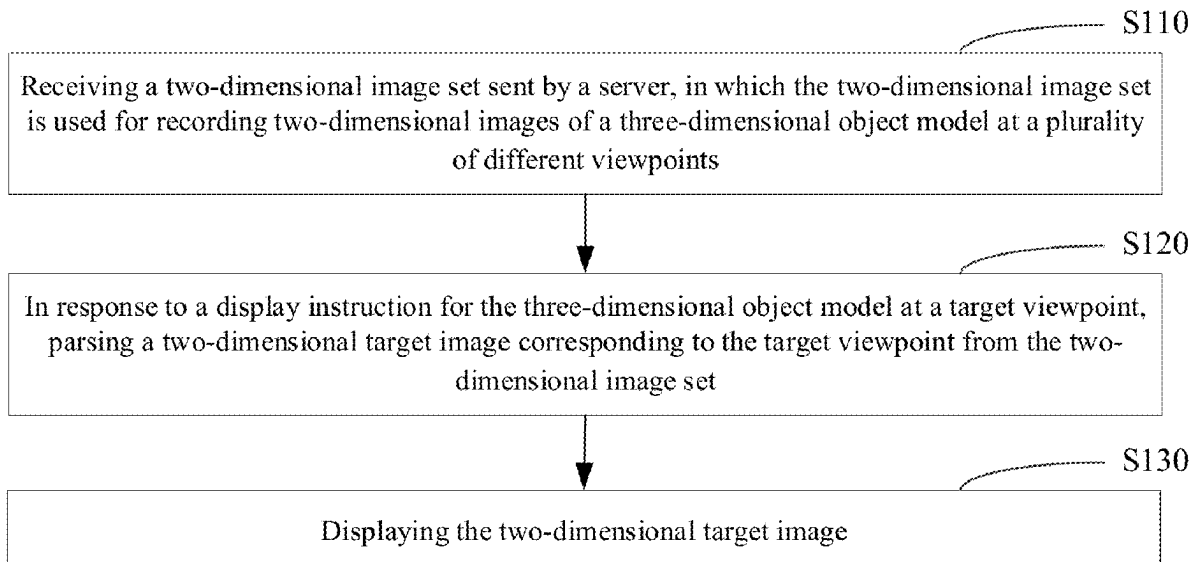 S110
Receiving a two-dimensional image set sent by a server, in which the two-dimensional image set
is used for recording two-dimensional images of a three-dimensional object model at a plurality
of different viewpoints
S120
In response to a display instruction for the three-dimensional object model at a target viewpoint,
parsing a two-dimensional target image corresponding to the target viewpoint from the two-
dimensional image set
S130
Displaying the two-dimensional target image